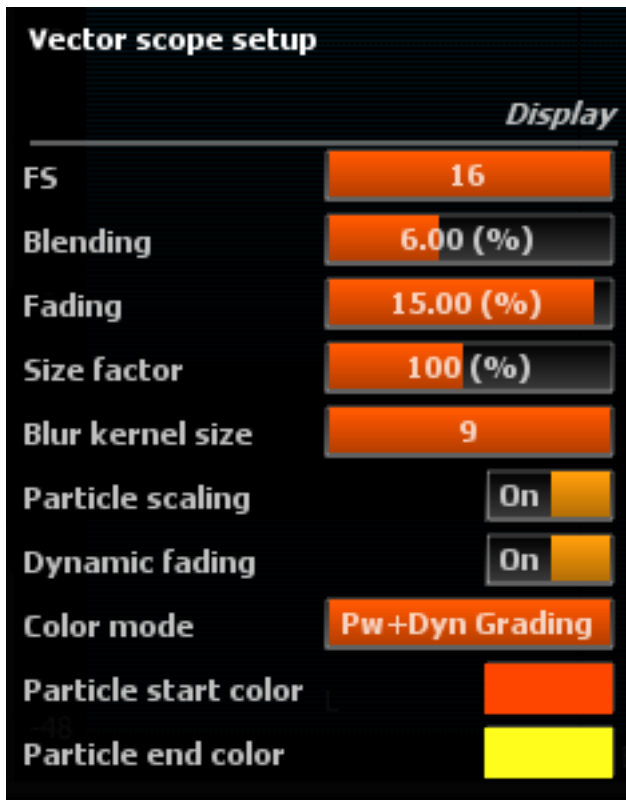 Vector scope setup
Display
FS 16
Blending 6.00 (%)
Fading 15.00 (%)
Size factor 100 (%)
Blur kernel size 9
Particle scaling On
Dynamic fading On
Color mode Pw+Dyn Grading
Particle start color
L
-48
Particle end color